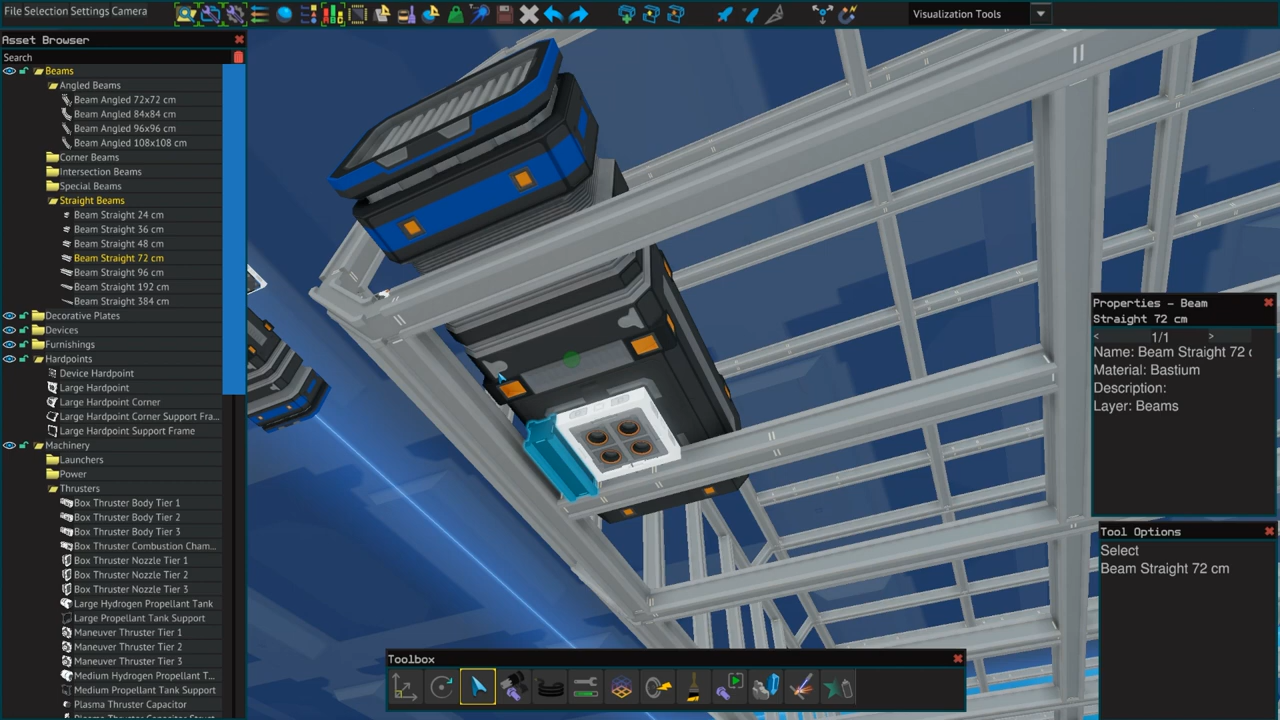 File Selection Settings Camera
Visualization Tools
Asset Browser
Search
Beams
Angled Beams
Beam Angled 72x72 cm
Beam Angled 84x84 cm
Beam Angled 96x96 cm
Beam Angled 108x108 cm
Corner Beams
Intersection Beams
Special Beams
Straight Beams
Beam Straight 24 cm
Beam Straight 36 cm
Beam Straight 48 cm
Beam Straight 72 cm
Beam Straight 96 cm
Beam Straight 192 cm
Beam Straight 384 cm
Decorative Plates
Devices
Furnishings
Hardpoints
Device Hardpoint
Large Hardpoint
Large Hardpoint Corner
Large Hardpoint Corner Support Fra...
Large Hardpoint Support Frame
Machinery
Launchers
Power
Thrusters
Box Thruster Body Tier 1
Box Thruster Body Tier 2
Box Thruster Body Tier 3
Box Thruster Combustion Cham...
Box Thruster Nozzle Tier 1
Box Thruster Nozzle Tier 2
Box Thruster Nozzle Tier 3
Large Hydrogen Propellant Tank
Large Propellant Tank Support
Maneuver Thruster Tier 1
Maneuver Thruster Tier 2
Maneuver Thruster Tier 3
Medium Hydrogen Propellant T...
Medium Propellant Tank Support
Plasma Thruster Capacitor
Properties - Beam
Straight 72 cm
< 1/1 >
Name: Beam Straight 72 c
Material: Bastium
Description:
Layer: Beams
Tool Options
Select
Beam Straight 72 cm
Toolbox